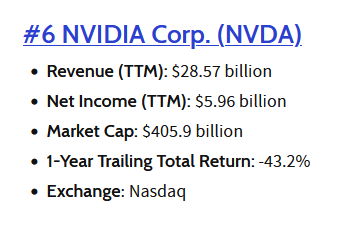 #6 NVIDIA Corp. (NVDA)
• Revenue (TTM): $28.57 billion
• Net Income (TTM): $5.96 billion
• Market Cap: $405.9 billion
• 1-Year Trailing Total Return: -43.2%
• Exchange: Nasdaq